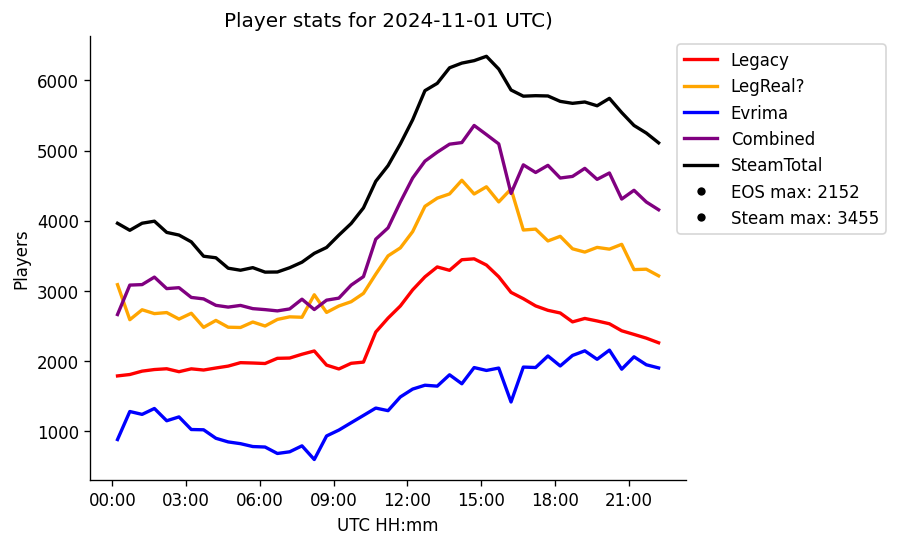 Player stats for 2024-11-01 UTC)
Legacy
LegReal?
Evrima
Combined
SteamTotal
EOS max: 2152
Steam max: 3455
Players
6000
5000
4000
3000
2000
1000
00:00 03:00 06:00 09:00 12:00 15:00 18:00 21:00
UTC HH:mm